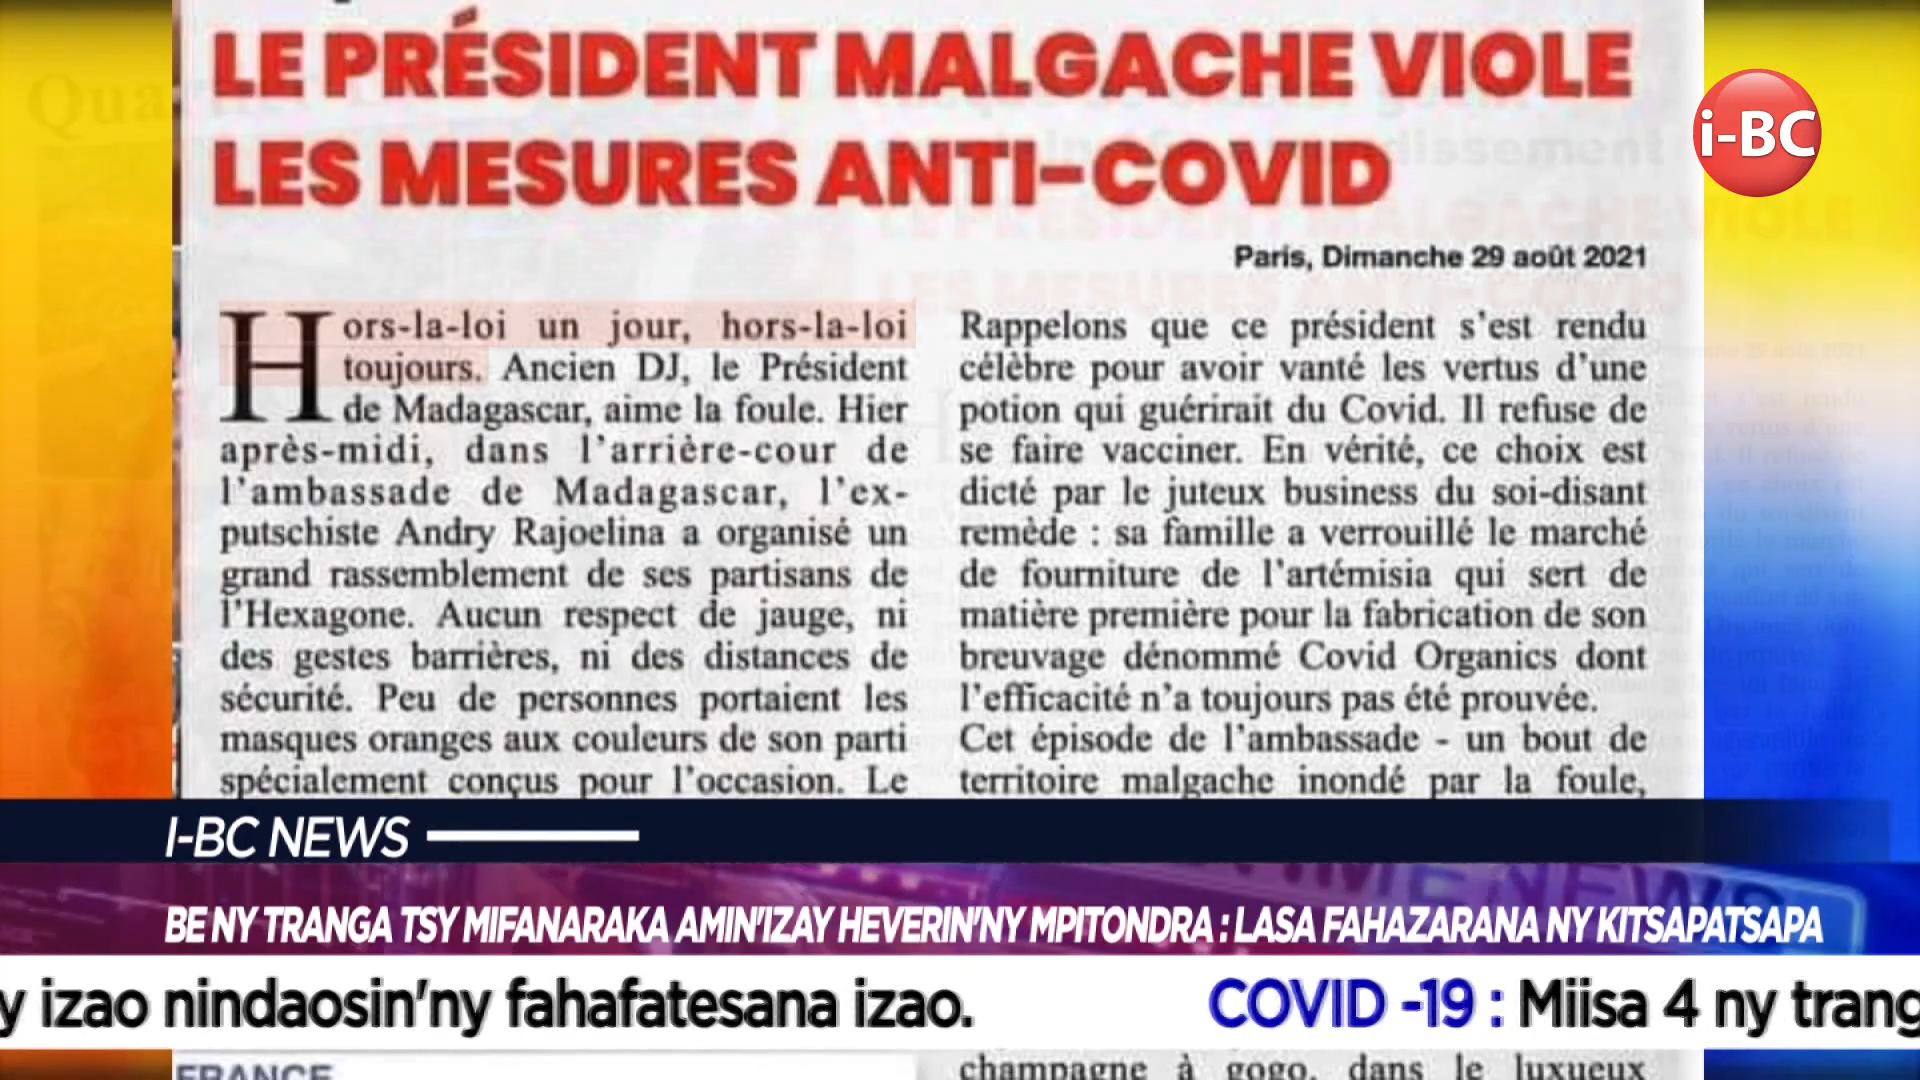 LE PRÉSIDENT MALGACHE VIOLE
LES MESURES ANTI-COVID
i-BC
Paris, Dimanche 29 août 2021
Hors-la-loi un jour, hors-la-loi
toujours. Ancien DJ, le Président
de Madagascar, aime la foule. Hier
après-midi, dans l'arrière-cour de
l'ambassade de Madagascar, l'ex-
putschiste Andry Rajoelina a organisé un
grand rassemblement de ses partisans de
l'Hexagone. Aucun respect de jauge, ni
des gestes barrières, ni des distances de
sécurité. Peu de personnes portaient les
masques oranges aux couleurs de son parti
spécialement conçus pour l'occasion. Le
Rappelons que ce président s'est rendu
célèbre pour avoir vanté les vertus d'une
potion qui guérirait du Covid. Il refuse de
se faire vacciner. En vérité, ce choix est
dicté par le juteux business du soi-disant
remède : sa famille a verrouillé le marché
de fourniture de l'artémisia qui sert de
matière première pour la fabrication de son
breuvage dénommé Covid Organics dont
l'efficacité n'a toujours pas été prouvée.
Cet épisode de l'ambassade - un bout de
territoire malgache inondé par la foule,
I-BC NEWS
BE NY TRANGA TSY MIFANARAKA AMIN'IZAY HEVERIN'NY MPITONDRA : LASA FAHAZARANA NY KITSAPATSAPA
y izao nindaosin'ny fahafatesana izao. COVID -19 : Miisa 4 ny trang
FRANCE
champagne à gogo, dans le luxueux